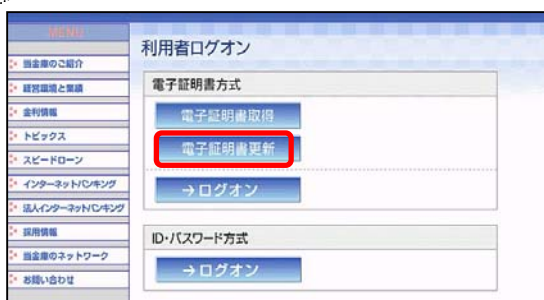 MENU
当金庫のご紹介
経営環境と業績
金利情報
トピックス
スピードローン
インターネットバンキング
法人インターネットバンキング
採用情報
当金庫のネットワーク
お問い合わせ
利用者ログオン
電子証明書方式
電子証明書取得
電子証明書更新
→ログオン
ID・パスワード方式
→ログオン